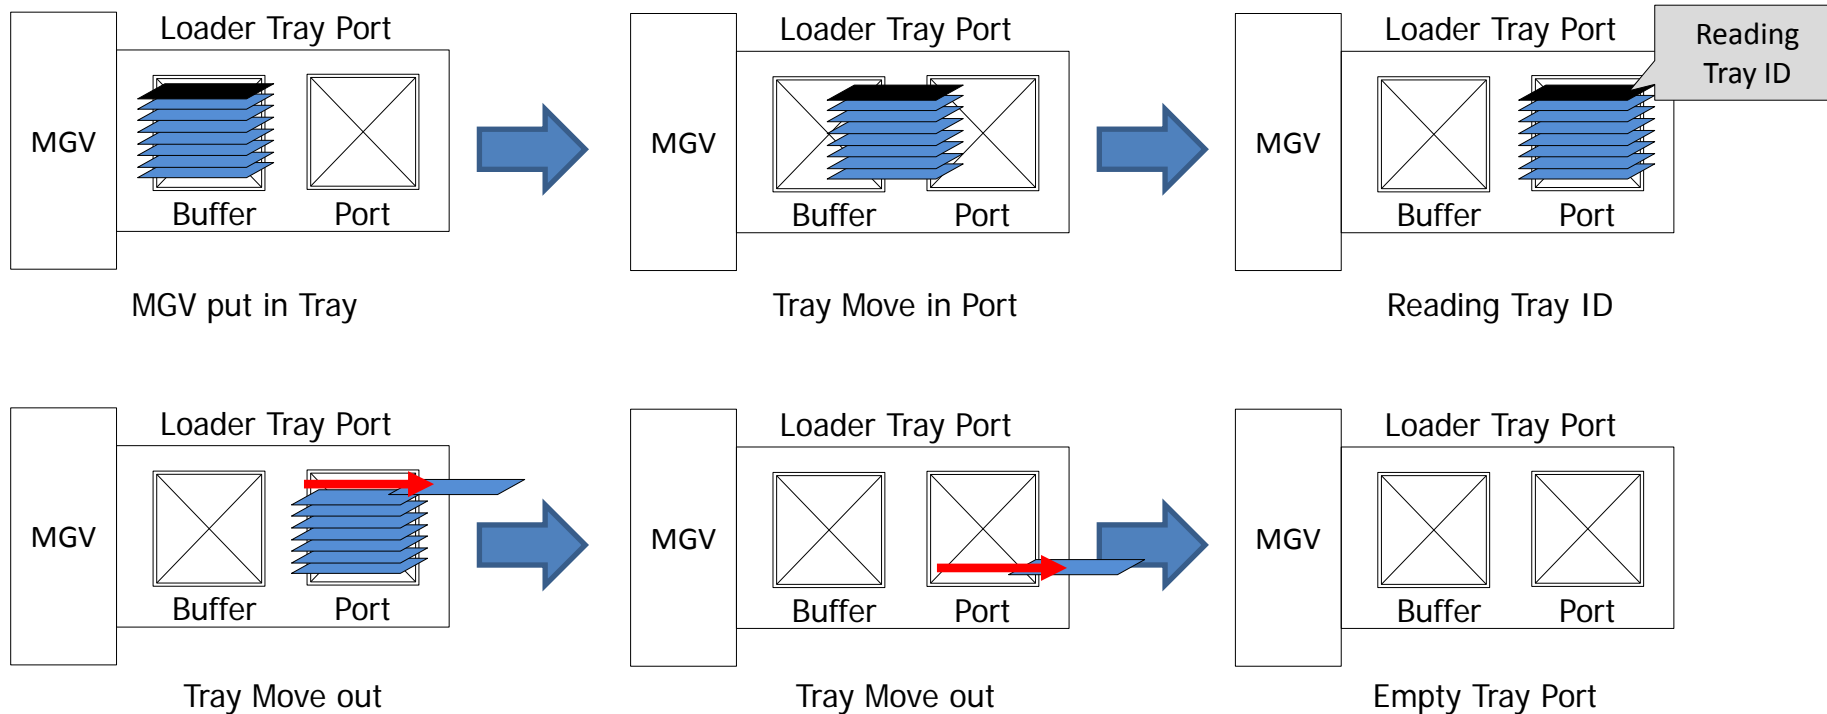 Loader Tray Port
Loader Tray Port
Loader Tray Port
Reading
Tray ID
MGV
MGV
MGV
Buffer
Port
Buffer
Port
Buffer
Port
MGV put in Tray
Tray Move in Port
Reading Tray ID
Loader Tray Port
Loader Tray Port
Loader Tray Port
MGV
MGV
MGV
Buffer
Port
Buffer
Port
Buffer
Port
Tray Move out
Tray Move out
Empty Tray Port